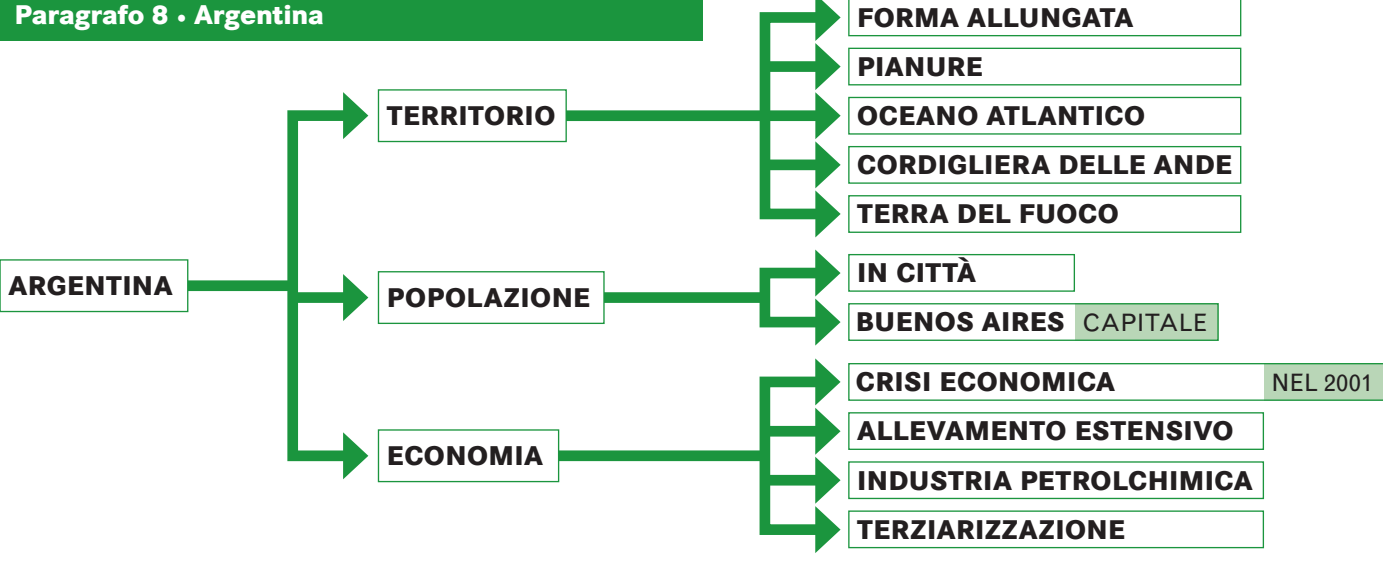 Paragrafo 8 • Argentina
ARGENTINA
TERRITORIO
FORMA ALLUNGATA
PIANURE
OCEANO ATLANTICO
CORDIGLIERA DELLE ANDE
TERRA DEL FUOCO
POPOLAZIONE
IN CITTÀ
BUENOS AIRES CAPITALE
ECONOMIA
CRISI ECONOMICA NEL 2001
ALLEVAMENTO ESTENSIVO
INDUSTRIA PETROLCHIMICA
TERZIARIZZAZIONE